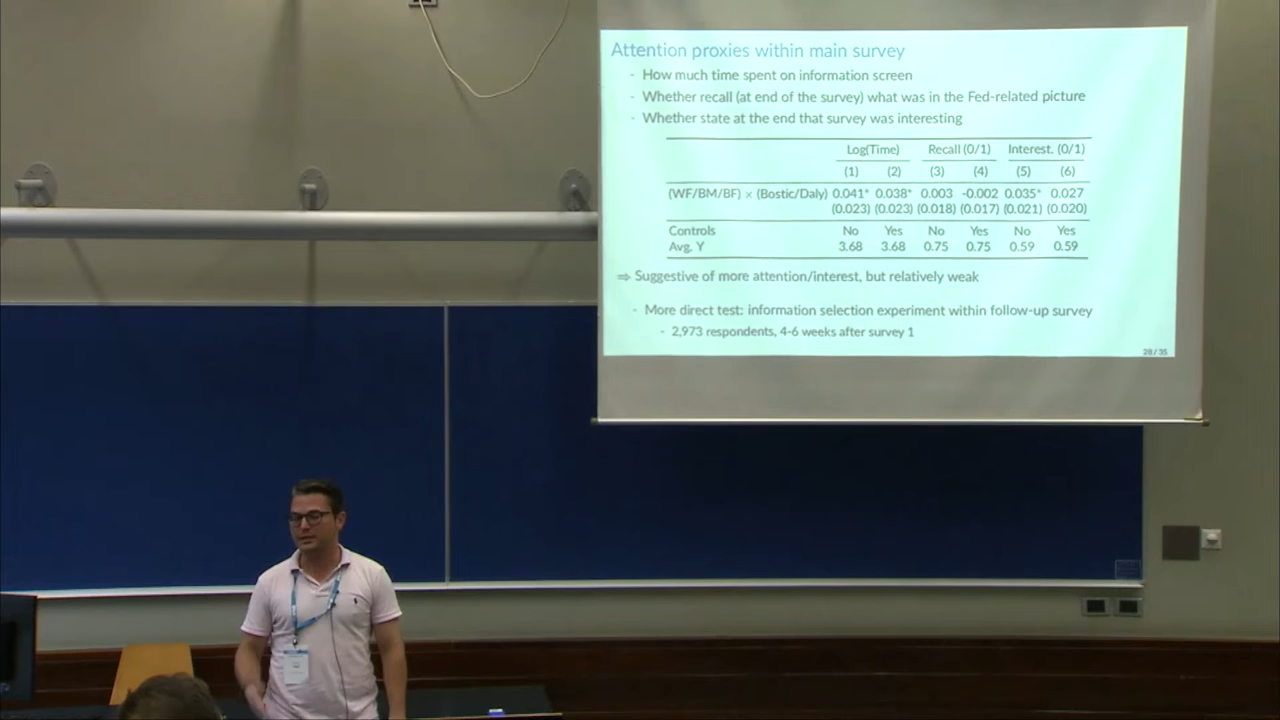 Attention proxies within main survey
- How much time spent on information screen
- Whether recall (at end of the survey) what was in the Fed-related picture
- Whether state at the end that survey was interesting
Log(Time) Recall (0/1) Interest. (0/1)
(1) (2) (3) (4) (5) (6)
(WF/BM/BF) × (Bostic/Daly) 0.041* 0.038* 0.003 -0.002 0.035* 0.027
(0.023) (0.023) (0.018) (0.017) (0.021) (0.020)
Controls No Yes No Yes No Yes
Avg. Y 3.68 3.68 0.75 0.75 0.59 0.59
⇒ Suggestive of more attention/interest, but relatively weak
- More direct test: information selection experiment within follow-up survey
- 2,973 respondents, 4-6 weeks after survey 1
28 / 35